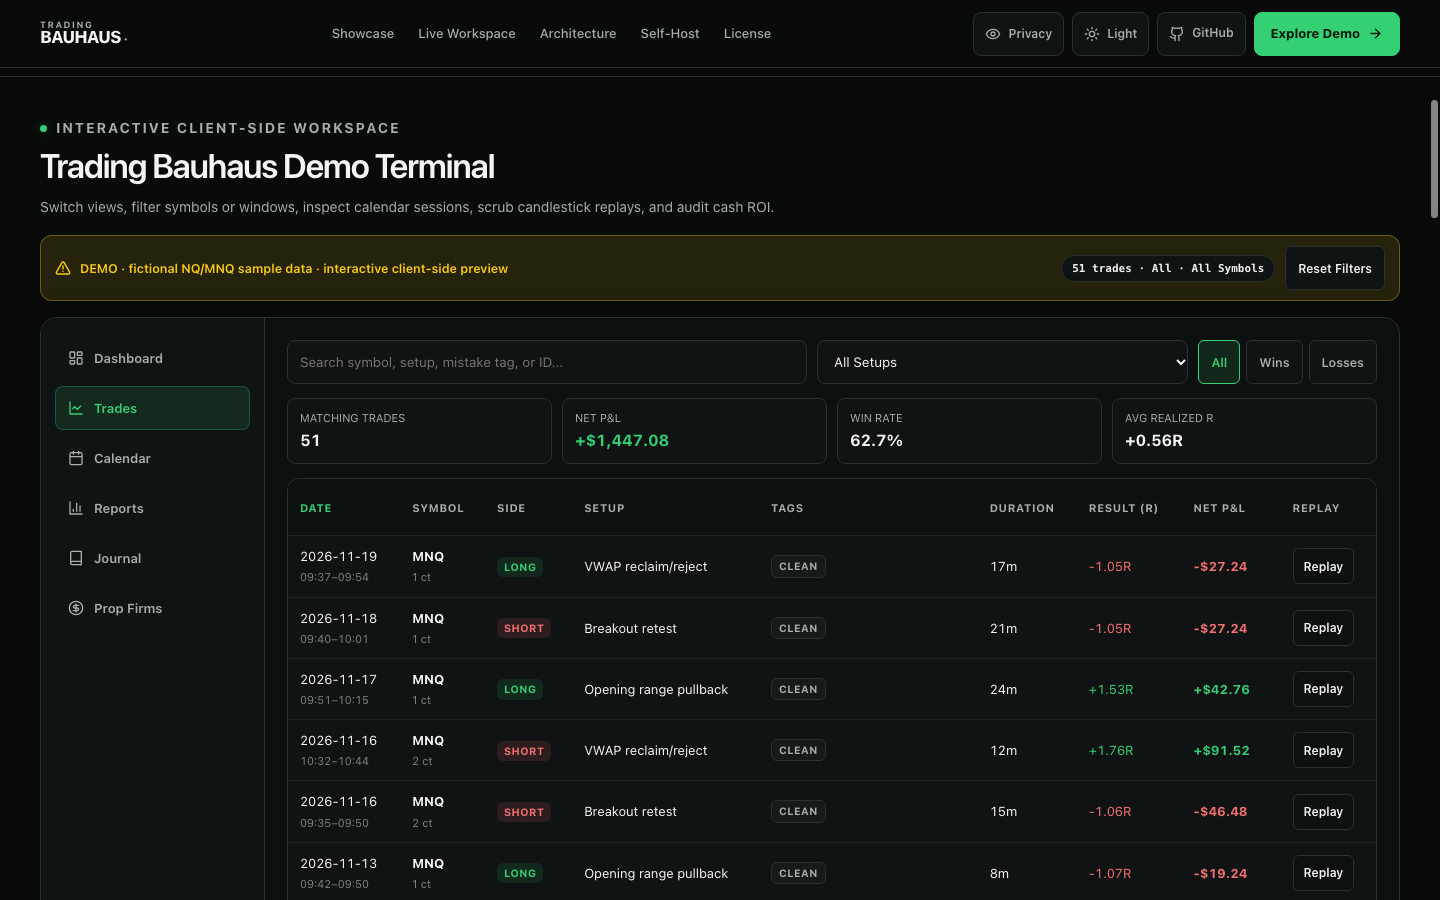 TRADING
BAUHAUS.
Showcase
Live Workspace
Architecture
Self-Host
License
Privacy
Light
GitHub
Explore Demo →
INTERACTIVE CLIENT-SIDE WORKSPACE
Trading Bauhaus Demo Terminal
Switch views, filter symbols or windows, inspect calendar sessions, scrub candlestick replays, and audit cash ROI.
DEMO · fictional NQ/MNQ sample data · interactive client-side preview
51 trades · All · All Symbols
Reset Filters
Dashboard
Trades
Calendar
Reports
Journal
Prop Firms
Search symbol, setup, mistake tag, or ID...
All Setups
All
Wins
Losses
MATCHING TRADES
51
NET P&L
+$1,447.08
WIN RATE
62.7%
AVG REALIZED R
+0.56R
DATE SYMBOL SIDE SETUP TAGS DURATION RESULT (R) NET P&L REPLAY
2026-11-19 MNQ LONG VWAP reclaim/reject CLEAN 17m -1.05R -$27.24 Replay
09:37–09:54 1 ct
2026-11-18 MNQ SHORT Breakout retest CLEAN 21m -1.05R -$27.24 Replay
09:40–10:01 1 ct
2026-11-17 MNQ LONG Opening range pullback CLEAN 24m +1.53R +$42.76 Replay
09:51–10:15 1 ct
2026-11-16 MNQ SHORT VWAP reclaim/reject CLEAN 12m +1.76R +$91.52 Replay
10:32–10:44 2 ct
2026-11-16 MNQ SHORT Breakout retest CLEAN 15m -1.06R -$46.48 Replay
09:35–09:50 2 ct
2026-11-13 MNQ LONG Opening range pullback CLEAN 8m -1.07R -$19.24 Replay
09:42–09:50 1 ct